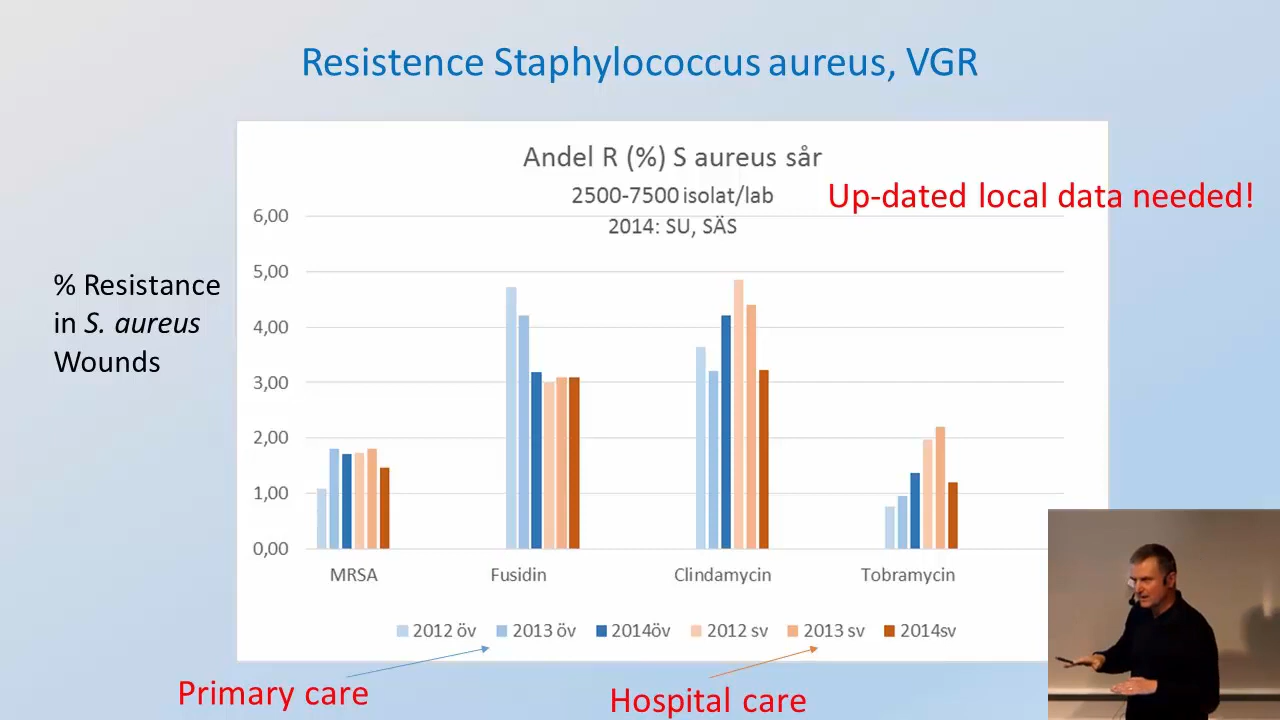 Resistence Staphylococcus aureus, VGR
Andel R (%) S aureus sår
2500-7500 isolat/lab
2014: SU, SÄS
Up-dated local data needed!
% Resistance
in S. aureus
Wounds
6,00
5,00
4,00
3,00
2,00
1,00
0,00
MRSA
Fusidin
Clindamycin
Tobramycin
2012 öv
2013 öv
2014öv
2012 sv
2013 sv
2014sv
Primary care
Hospital care